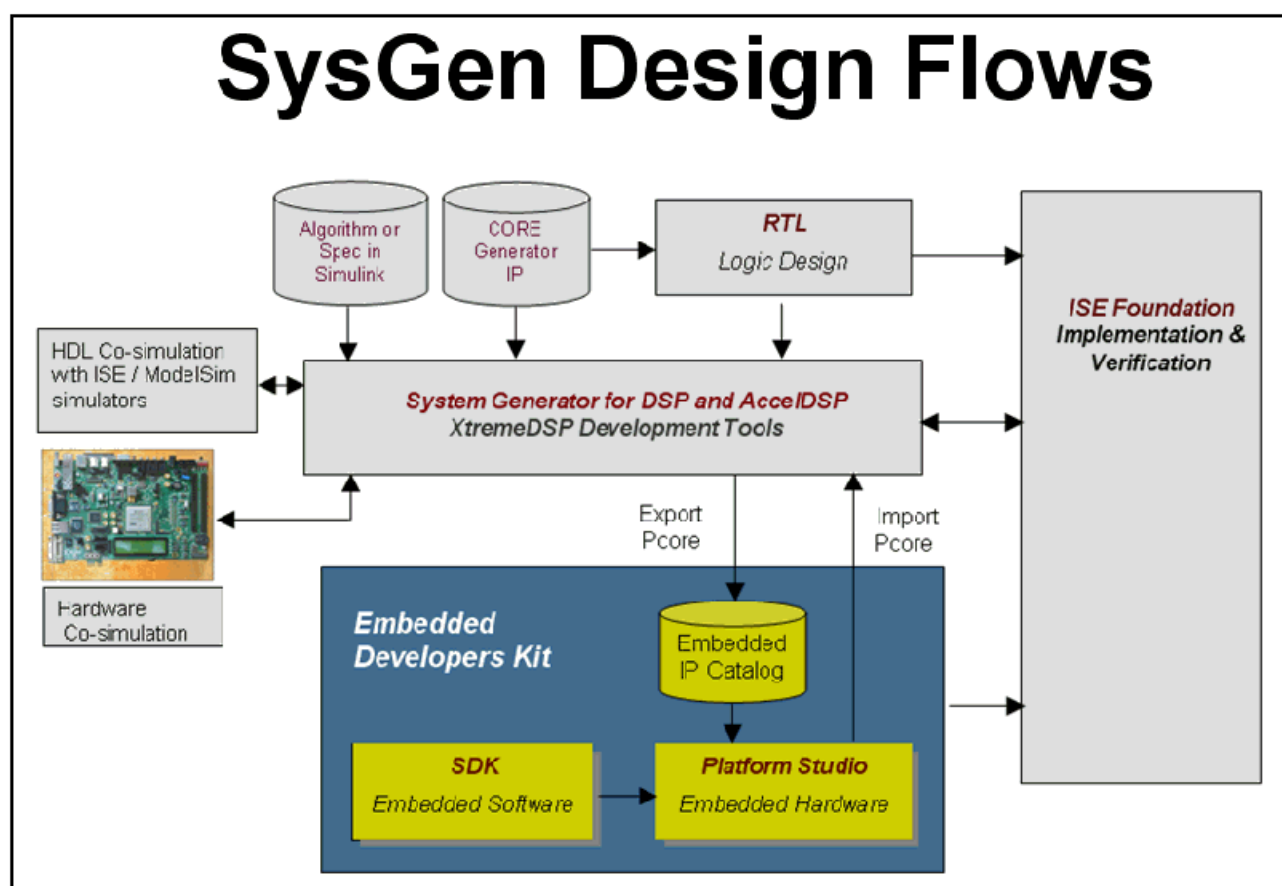 SysGen Design Flows
Algorithm or
Spec in
Simulink
CORE
Generator
IP
RTL
Logic Design
ISE Foundation
Implementation &
Verification
HDL Co-simulation
with ISE / ModelSim
simulators
System Generator for DSP and AccelDSP
XtremeDSP Development Tools
Export
Pcore
Import
Pcore
Hardware
Co-simulation
Embedded
Developers Kit
Embedded
IP Catalog
SDK
Embedded Software
Platform Studio
Embedded Hardware